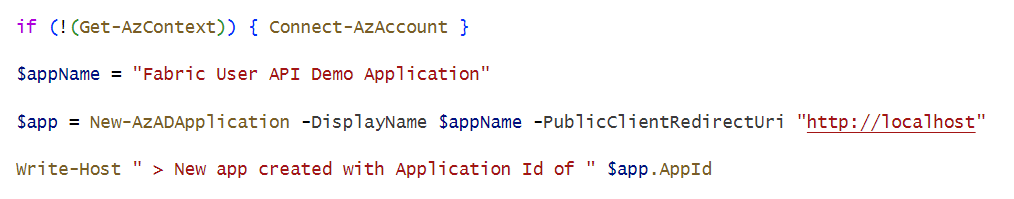 if (!(Get-AzContext)) { Connect-AzAccount }
$appName = "Fabric User API Demo Application"
$app = New-AzADApplication -DisplayName $appName -PublicClientRedirectUri "http://localhost"
Write-Host " > New app created with Application Id of " $app.AppId